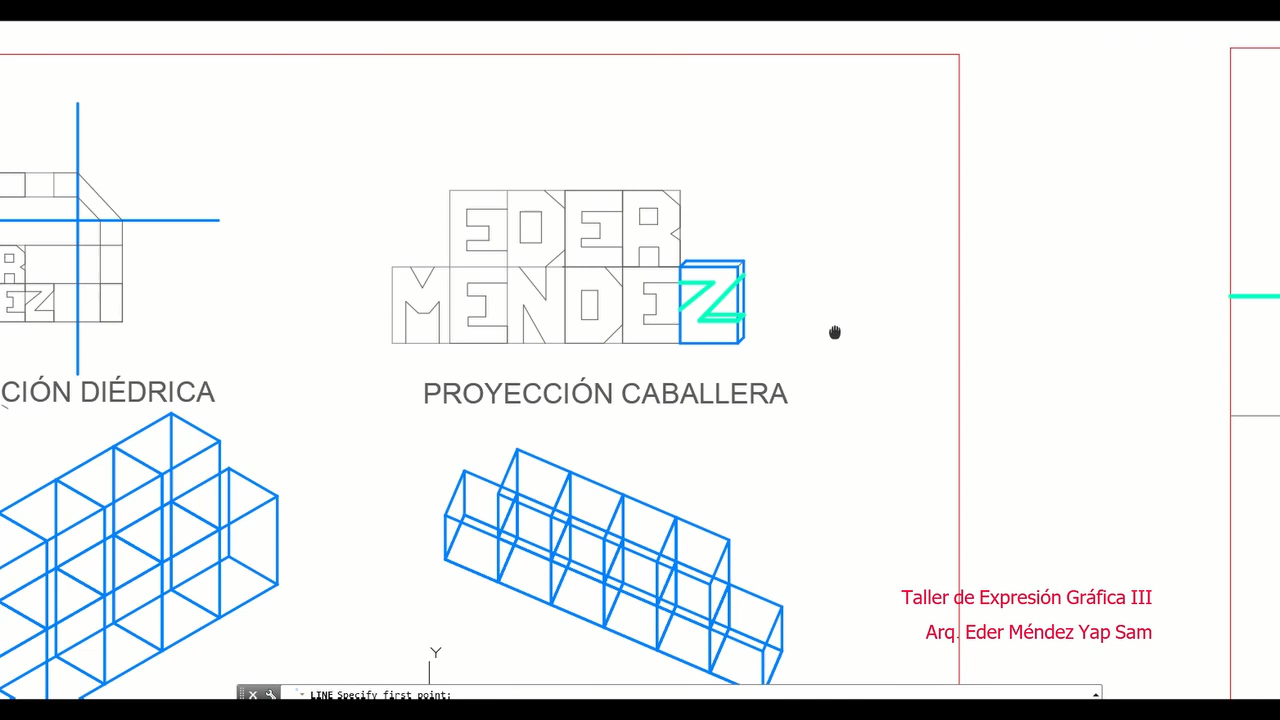 EDER
MENDEZ
R
EZ
CIÓN DIÉDRICA
PROYECCIÓN CABALLERA
Taller de Expresión Gráfica III
Arq. Eder Méndez Yap Sam
Y
LINE Specify first point: